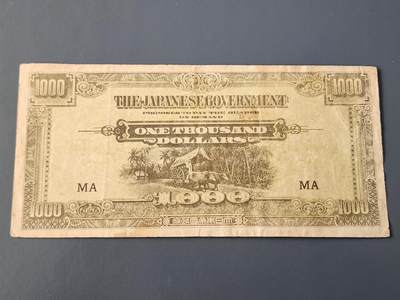 1000 1000
THE JAPANESE GOVERNMENT
PROMISES TO PAY THE BEARER
ON DEMAND
ONE THOUSAND
DOLLARS
MA MA
1000 1000 1000